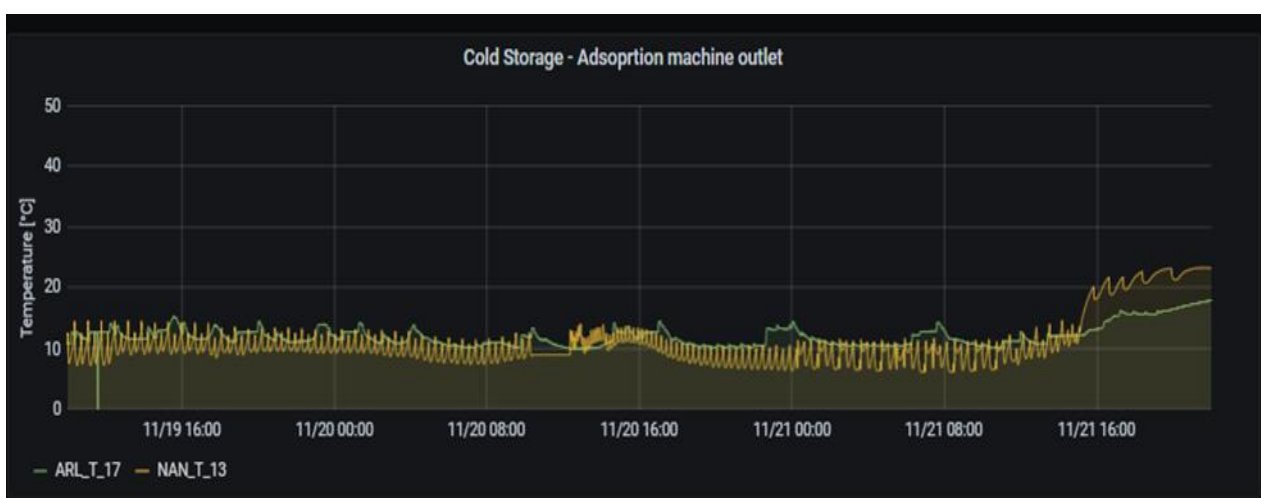 Cold Storage - Adsoprtion machine outlet
Temperature [°C]
50
40
30
20
10
0
11/19 16:00 11/20 00:00 11/20 08:00 11/20 16:00 11/21 00:00 11/21 08:00 11/21 16:00
ARL_T_17 NAN_T_13